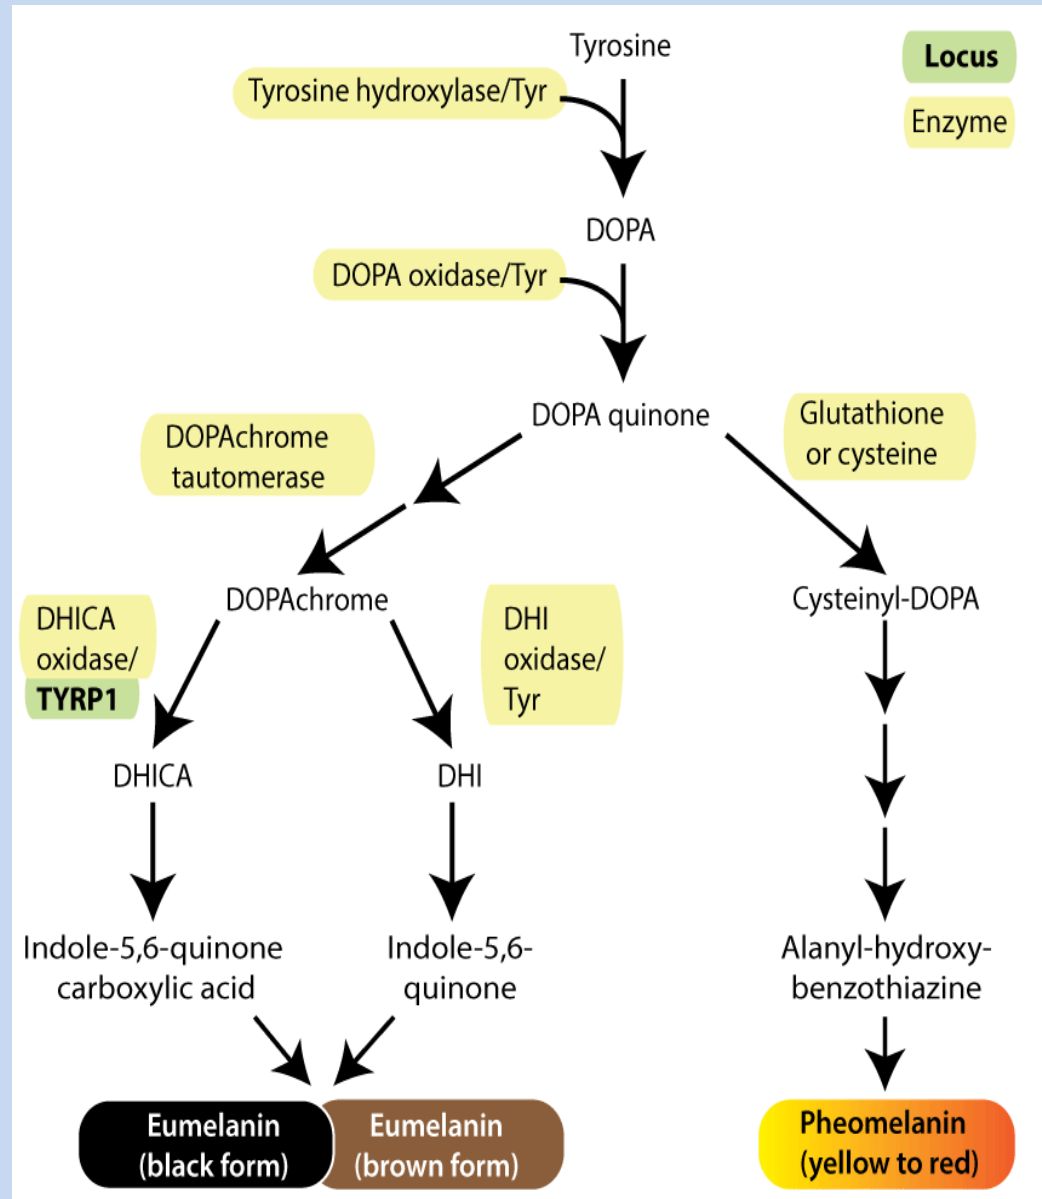 Tyrosine
Locus
Tyrosine hydroxylase/Tyr
Enzyme
DOPA
DOPA oxidase/Tyr
DOPA quinone
Glutathione
or cysteine
DOPAchrome
tautomerase
DOPAchrome
Cysteinyl-DOPA
DHICA
oxidase/
TYRP1
DHI
oxidase/
Tyr
DHICA
DHI
Indole-5,6-quinone
carboxylic acid
Indole-5,6-
quinone
Alanyl-hydroxy-
benzothiazine
Eumelanin
(black form)
Eumelanin
(brown form)
Pheomelanin
(yellow to red)